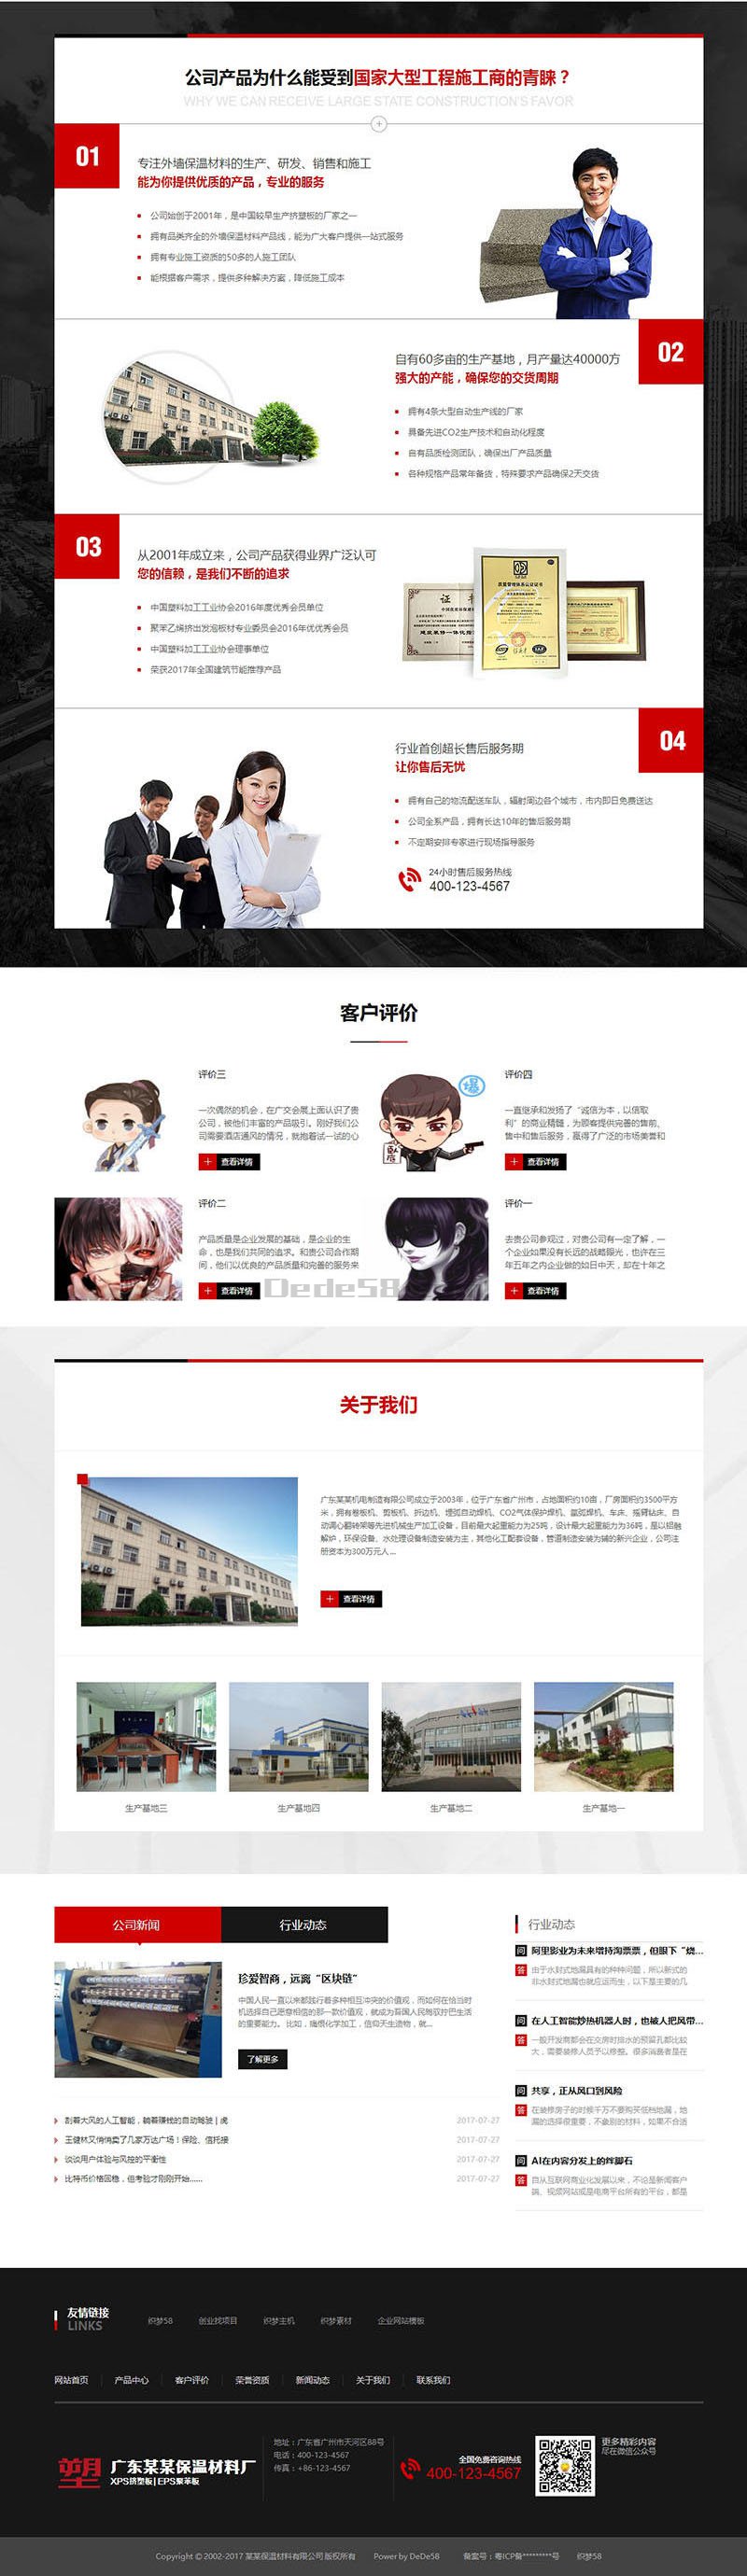 公司产品为什么能受到国家大型工程施工商的青睐？
WHY WE CAN RECEIVE LARGE STATE CONSTRUCTION'S FAVOR
01
专注外墙保温材料的生产、研发、销售和施工
能为你提供优质的产品，专业的服务
公司始创于2001年，是中国较早生产挤塑板的厂家之一
拥有品类齐全的外墙保温材料产品线，能为广大客户提供一站式服务
拥有专业施工资质的50多的人施工团队
能根据客户需求，提供多种解决方案，降低施工成本
02
自有60多亩的生产基地，月产量达40000方
强大的产能，确保您的交货周期
拥有4条大型自动生产线的厂家
具备先进CO2生产技术和自动化程度
自有品质检测团队，确保出厂产品质量
各种规格产品常年备货，特殊要求产品确保2天交货
03
从2001年成立来，公司产品获得业界广泛认可
您的信赖，是我们不断的追求
中国塑料加工工业协会2016年度优秀会员单位
聚苯乙烯挤出发泡板材专业委员会2016年优优秀会员
中国塑料加工工业协会理事单位
荣获2017年全国建筑节能推荐产品
证书
质量管理体系认证证书
04
行业首创超长售后服务期
让你售后无忧
拥有自己的物流配送车队，辐射周边各个城市，市内即日免费送达
公司全系产品，拥有长达10年的售后服务期
不定期安排专家进行现场指导服务
24小时售后服务热线
400-123-4567
客户评价
评价三
一次偶然的机会，在广交会展上面认识了贵
公司，被他们丰富的产品吸引。刚好我们公
司需要酒店通风的情况，就抱着试一试的心
查看详情
爆
卧底
评价四
一直继承和发扬了“诚信为本，以信取
利”的商业精髓，为顾客提供完善的售前、
售中和售后服务，赢得了广泛的市场美誉和
查看详情
评价二
产品质量是企业发展的基础，是企业的生
命，也是我们共同的追求。和贵公司合作期
间，他们以优良的产品质量和完善的服务来
查看详情
评价一
去贵公司参观过，对贵公司有一定了解，一
个企业如果没有长远的战略眼光，也许在三
年五年之内企业做的如日中天，却在十年之
查看详情
Dede58
关于我们
广东某某机电制造有限公司成立于2003年，位于广东省广州市，占地面积约10亩，厂房面积约3500平方
米，拥有卷板机、剪板机、折边机、埋弧自动焊机、CO2气体保护焊机、氩弧焊机、车床、摇臂钻床、自
动调心翻转架等先进机械生产加工设备，目前最大起重能力为25吨，设计最大起重能力为36吨，是以铝融
解炉，环保设备、水处理设备制造安装为主，其他化工配套设备，管道制造安装为辅的新兴企业，公司注
册资本为300万元人...
查看详情
生产基地三
生产基地四
生产基地二
生产基地一
公司新闻
行业动态
珍爱智商，远离“区块链”
中国人民一直以来都践行着多种相互冲突的价值观，而如何在恰当时
机选择自己愿穿相信的那一款价值观，就成为吾国人民驾驭拧巴生活
的重要能力。 比如，痛恨化学加工，信仰天生造物，就...
了解更多
刮着大风的人工智能，躺着赚钱的自动驾驶 | 虎
2017-07-27
王健林又悄悄卖了几家万达广场！保险、信托接
2017-07-27
谈谈用户体验与风控的平衡性
2017-07-27
比特币价格回稳，但考验才刚刚开始......
2017-07-27
行业动态
问 阿里影业为未来增持淘票票，但眼下“烧...
答 由于水封式地漏具有的种种问题，所以新式的
非水封式地漏也就应运而生，以下是主要的几
问 在人工智能炒热机器人时，也被人把风带...
答 一般开发商都会在交房时排水的预留孔都比较
大，需要装修人员予以修整。很多消费者是在
问 共享，正从风口到风险
答 在装修房子的时候千万不要购买低档地漏，地
漏的选择很重要，不象别的材料，如果不合适
问 AI在内容分发上的绊脚石
答 自从互联网商业化发展以来，不论是新闻客户
端、视频网站或是电商平台所有的平台，都是
友情链接
LINKS
织梦58
创业找项目
织梦主机
织梦素材
企业网站模板
网站首页
产品中心
客户评价
荣誉资质
新闻动态
关于我们
联系我们
广东某某保温材料厂
XPS挤塑板|EPS聚苯板
地址：广东省广州市天河区88号
电话：400-123-4567
传真：+86-123-4567
全国免费咨询热线
400-123-4567
更多精彩内容
尽在微信公众号
Copyright © 2002-2017 某某保温材料有限公司 版权所有
Power by DeDe58
备案号：粤ICP备*********号
织梦58